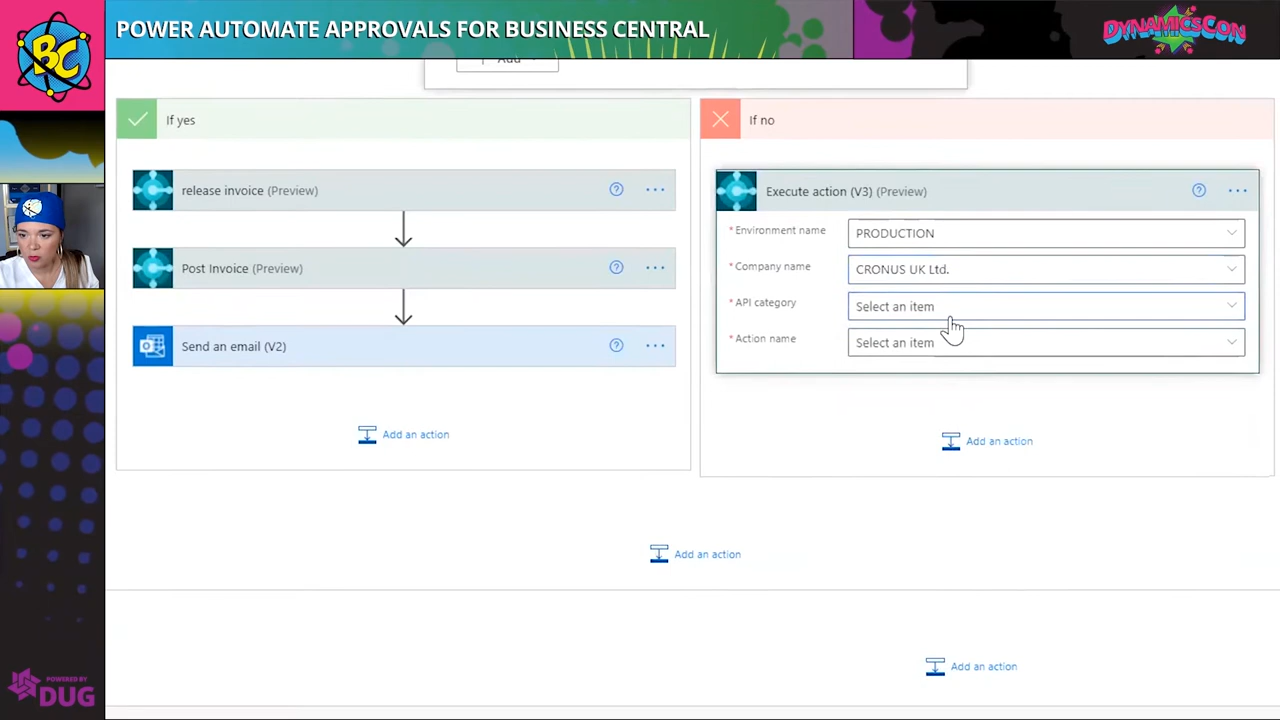 BC
POWER AUTOMATE APPROVALS FOR BUSINESS CENTRAL
DYNAMICSCON
Add
If yes
release invoice (Preview)
Post Invoice (Preview)
Send an email (V2)
Add an action
If no
Execute action (V3) (Preview)
* Environment name
PRODUCTION
* Company name
CRONUS UK Ltd.
* API category
Select an item
* Action name
Select an item
Add an action
Add an action
Add an action
POWERED BY
DUG